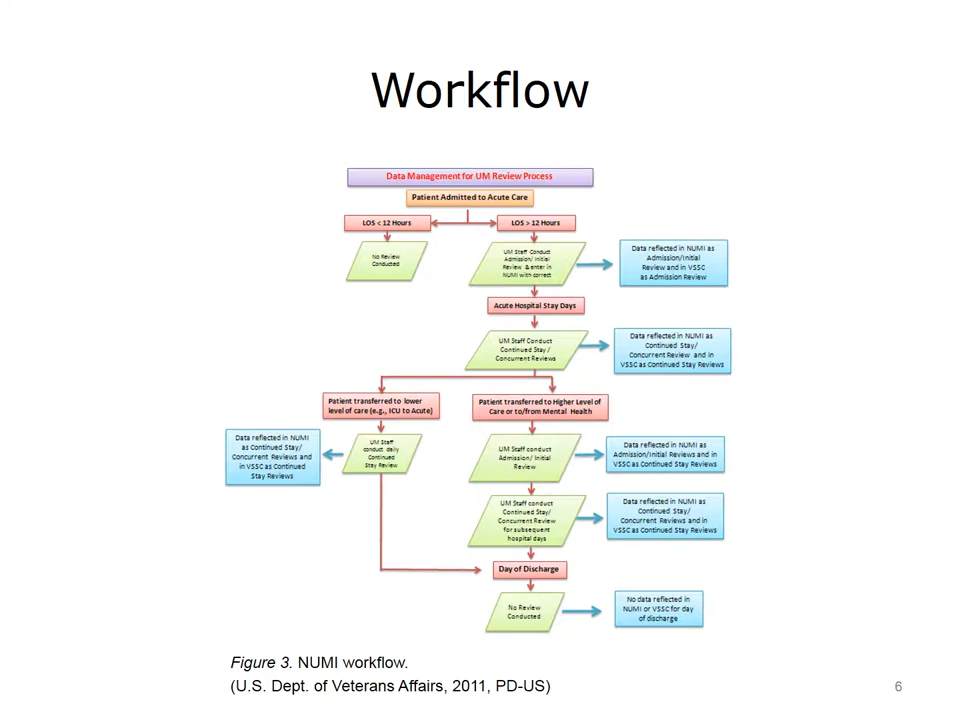 Workflow
Data Management for UM Review Process
Patient Admitted to Acute Care
LOS < 12 Hours
LOS > 12 Hours
No Review
Conducted
UM Staff Conduct
Admission/ Initial
Review & enter in
NUMI with correct
Data reflected in NUMI as
Admission/Initial
Review and in VSSC
as Admission Review
Acute Hospital Stay Days
UM Staff Conduct
Continued Stay/
Concurrent Reviews
Data reflected in NUMI as
Continued Stay/
Concurrent Review and in
VSSC as Continued Stay Reviews
Patient transferred to lower
level of care (e.g., ICU to Acute)
Patient transferred to Higher Level of
Care or to/from Mental Health
Data reflected in NUMI
as Continued Stay/
Concurrent Reviews and
in VSSC as Continued
Stay Reviews
UM Staff
conduct daily
Continued
Stay Review
UM Staff conduct
Admission/ Initial
Review
Data reflected in NUMI as
Admission/Initial Reviews and in
VSSC as Continued Stay Reviews
UM Staff conduct
Continued Stay/
Concurrent Review
for subsequent
hospital days
Data reflected in NUMI as
Continued Stay/
Concurrent Reviews and in
VSSC as Continued Stay Reviews
Day of Discharge
No Review
Conducted
No data reflected in
NUMI or VSSC for day
of discharge
Figure 3. NUMI workflow.
(U.S. Dept. of Veterans Affairs, 2011, PD-US)
6